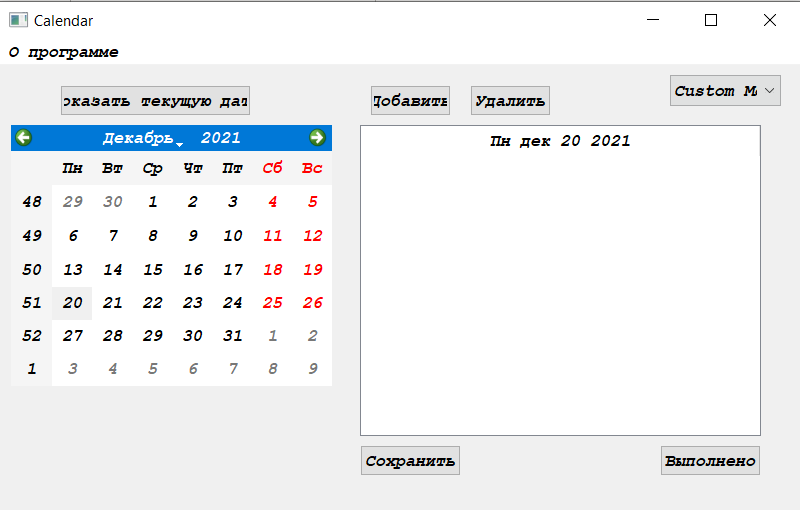 Calendar
О программе
оказать текущую дат
Добавить
Удалить
Custom M
Декабрь 2021
Пн Вт Ср Чт Пт Сб Вс
48 29 30 1 2 3 4 5
49 6 7 8 9 10 11 12
50 13 14 15 16 17 18 19
51 20 21 22 23 24 25 26
52 27 28 29 30 31 1 2
1 3 4 5 6 7 8 9
Пн дек 20 2021
Сохранить
Выполнено